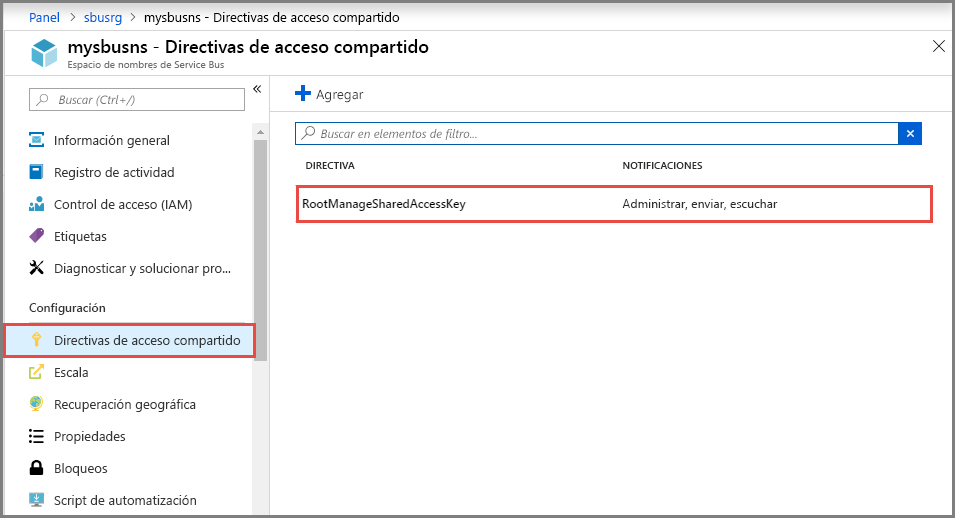 Panel > sbusrg > mysbusns - Directivas de acceso compartido
mysbusns - Directivas de acceso compartido
Espacio de nombres de Service Bus
Buscar (Ctrl+/)
Información general
Registro de actividad
Control de acceso (IAM)
Etiquetas
Diagnosticar y solucionar pro...
Configuración
Directivas de acceso compartido
Escala
Recuperación geográfica
Propiedades
Bloqueos
Script de automatización
Agregar
Buscar en elementos de filtro...
DIRECTIVA NOTIFICACIONES
RootManageSharedAccessKey Administrar, enviar, escuchar